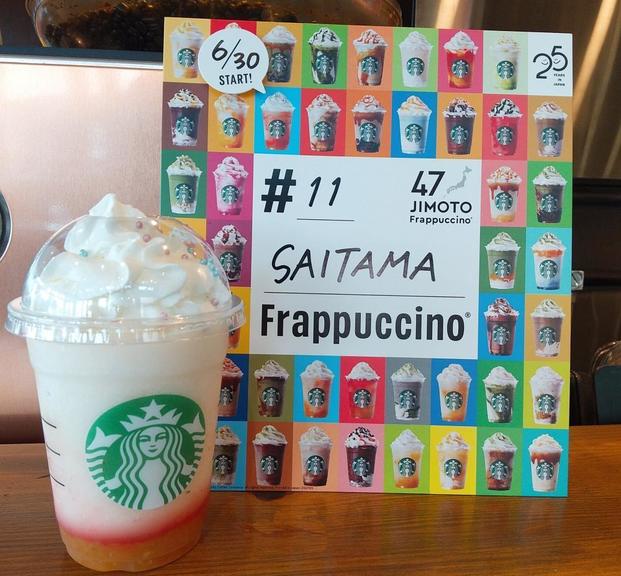 6/30
START!
25
YEARS
IN
JAPAN
#11
47
JIMOTO
Frappuccino®
SAITAMA
Frappuccino®